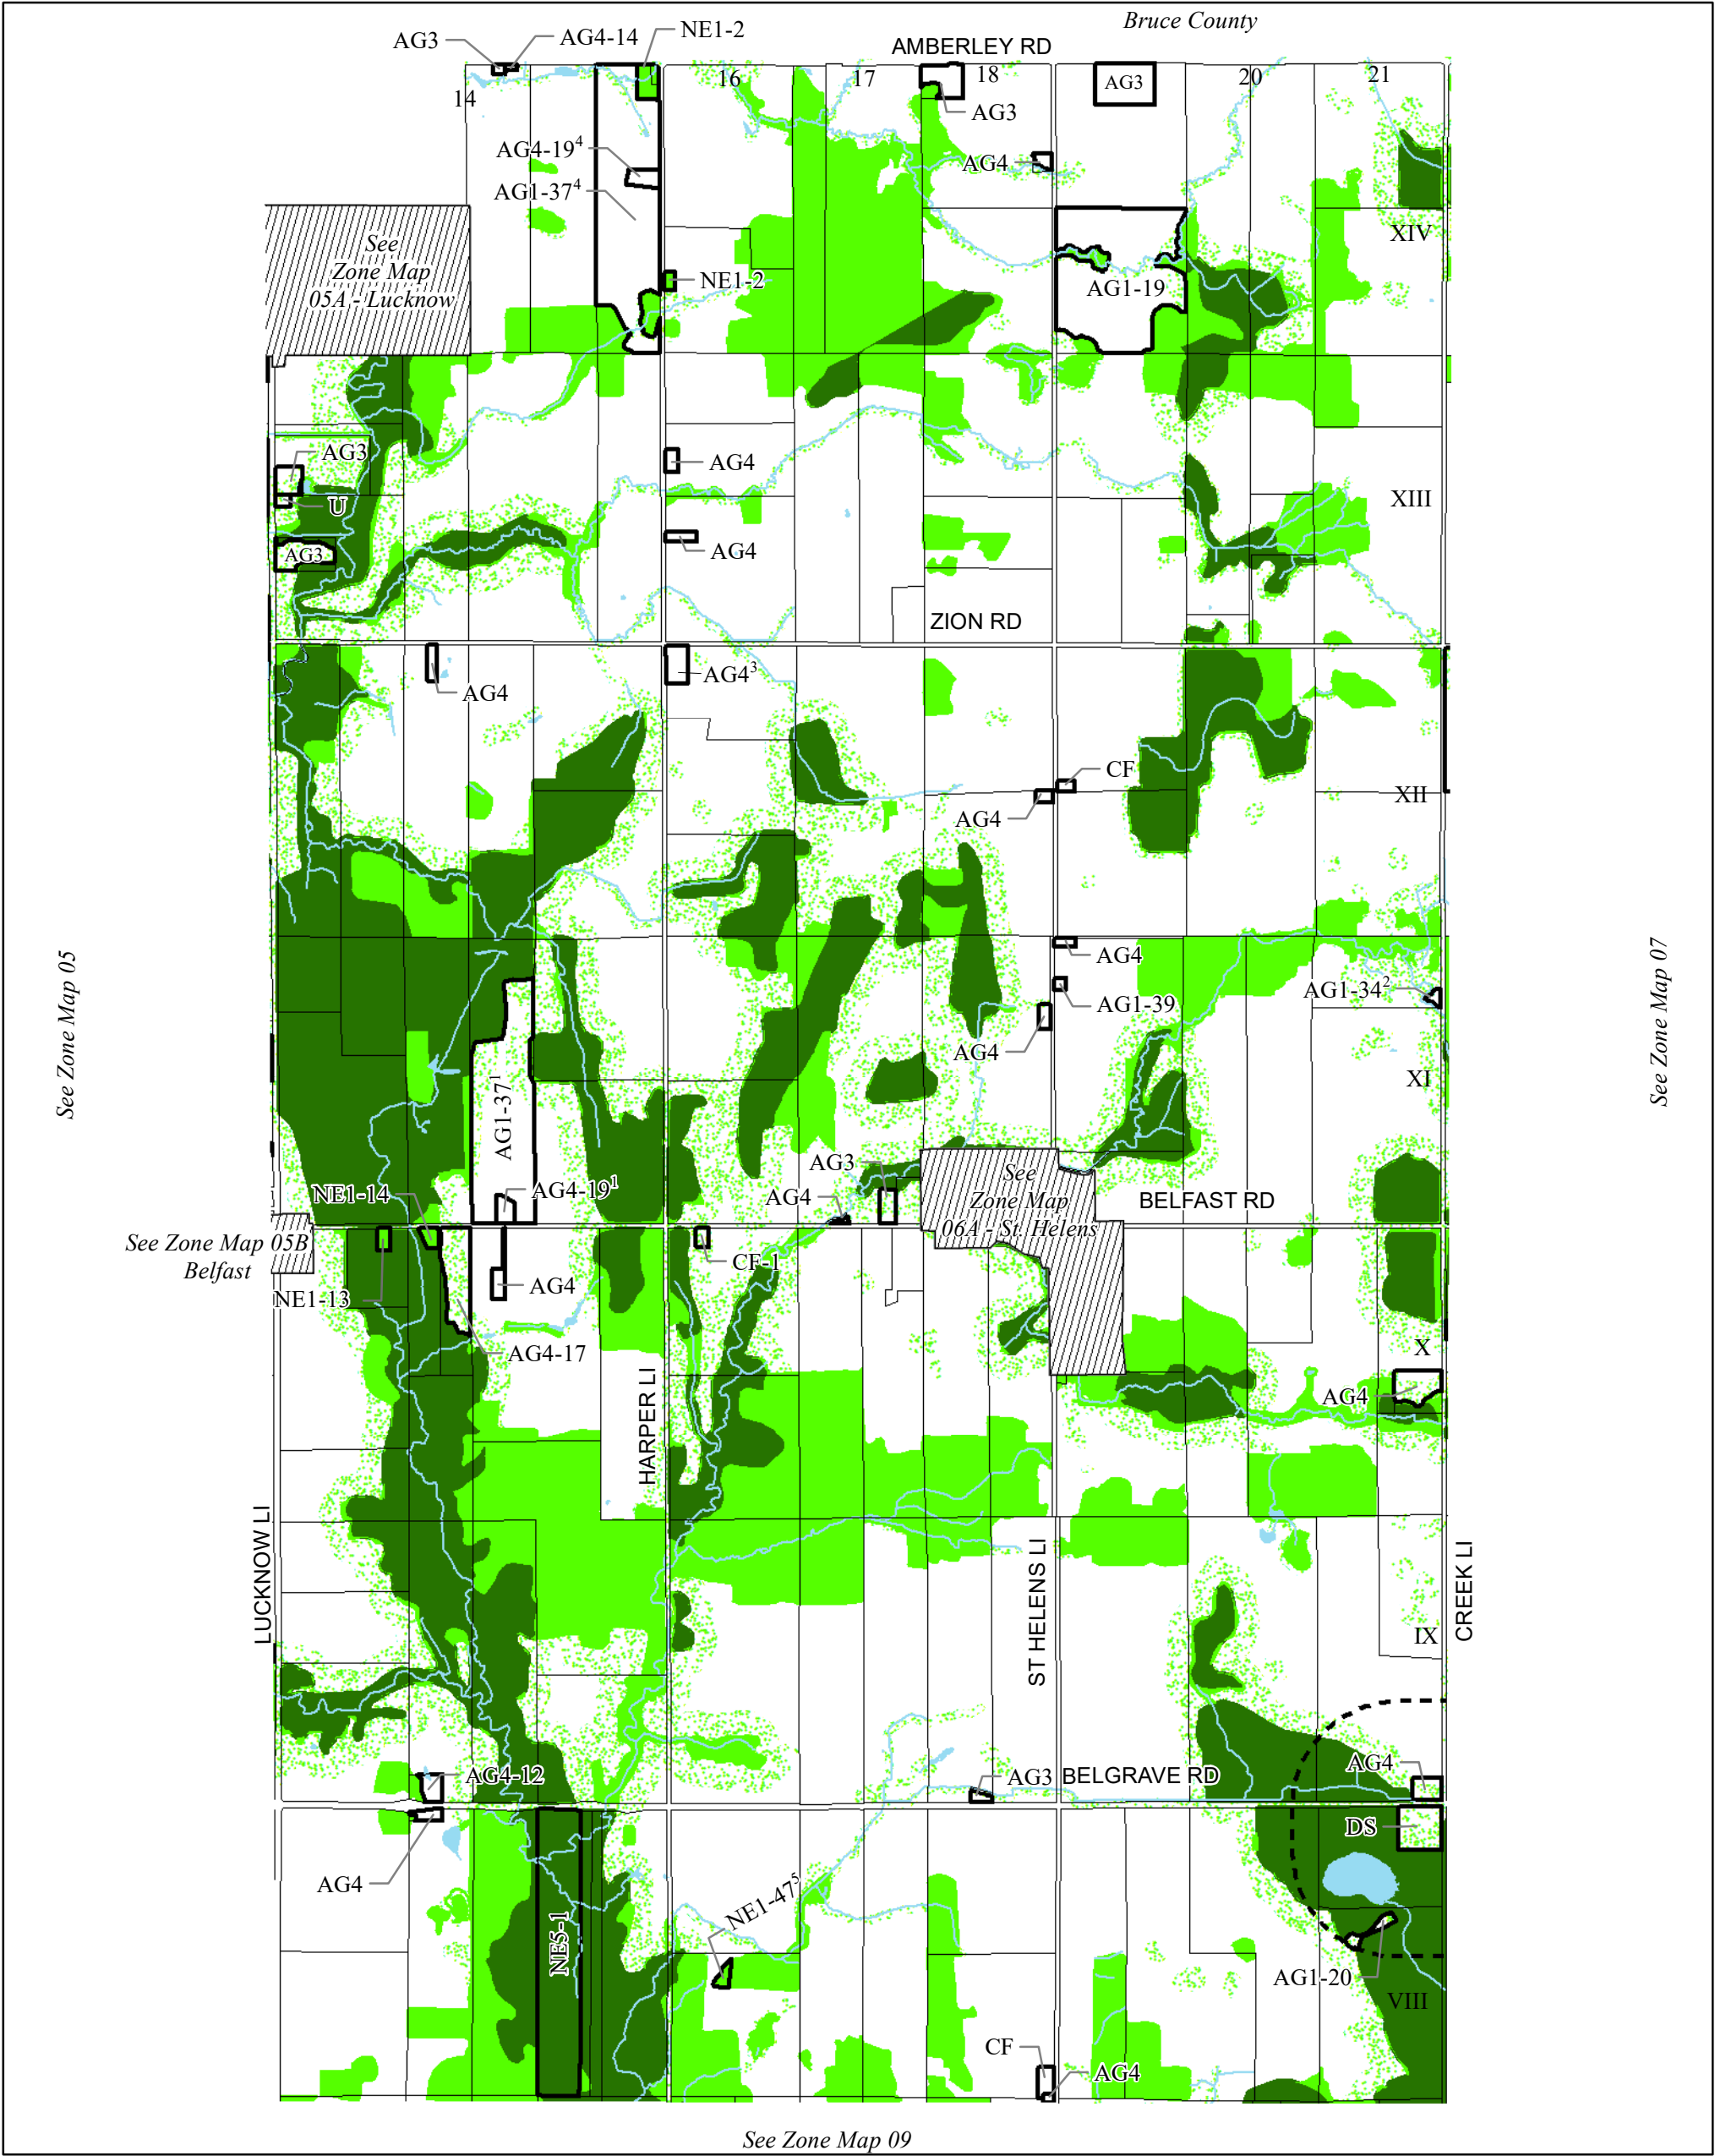 Bruce County
AG3
AG4-14
NE1-2
AMBERLEY RD
14
16
17
18
AG3
20
21
AG3
AG4-19⁴
AG4
AG1-37⁴
See
Zone Map
05A - Lucknow
XIV
NE1-2
AG1-19
AG3
AG4
U
XIII
AG3
AG4
ZION RD
AG4
AG4³
CF
AG4
XII
See Zone Map 05
See Zone Map 07
AG4
AG1-39
AG1-34²
AG4
XI
AG1-37¹
AG3
See
Zone Map
06A - St. Helens
NE1-14
AG4-19¹
AG4
BELFAST RD
See Zone Map 05B
Belfast
CF-1
AG4
NE1-13
AG4-17
X
AG4
HARPER LI
LUCKNOW LI
ST HELENS LI
CREEK LI
IX
AG4-12
AG3
BELGRAVE RD
AG4
DS
AG4
NE1-47⁵
NE5-1
AG1-20
VIII
CF
AG4
See Zone Map 09